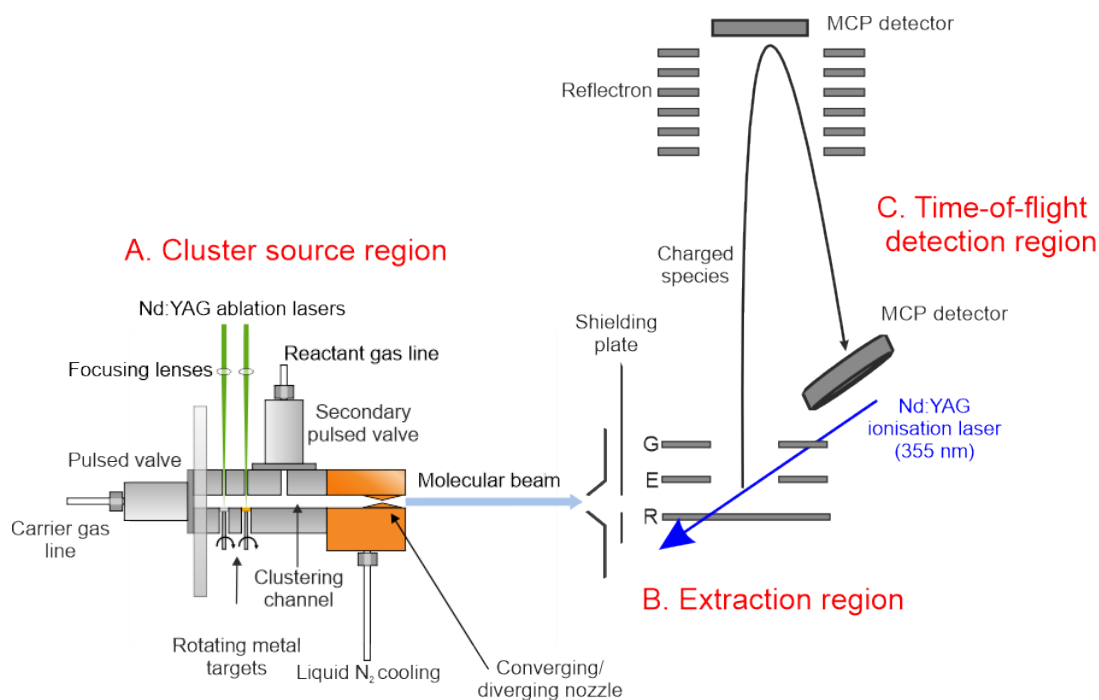 MCP detector
Reflectron
C. Time-of-flight
detection region
A. Cluster source region
Charged
species
Nd:YAG ablation lasers
MCP detector
Shielding
plate
Reactant gas line
Focusing lenses
Nd:YAG
ionisation laser
(355 nm)
Secondary
pulsed valve
G
Pulsed valve
Molecular beam
E
R
Carrier gas
line
Clustering
channel
B. Extraction region
Rotating metal
targets
Liquid N₂ cooling
Converging/
diverging nozzle